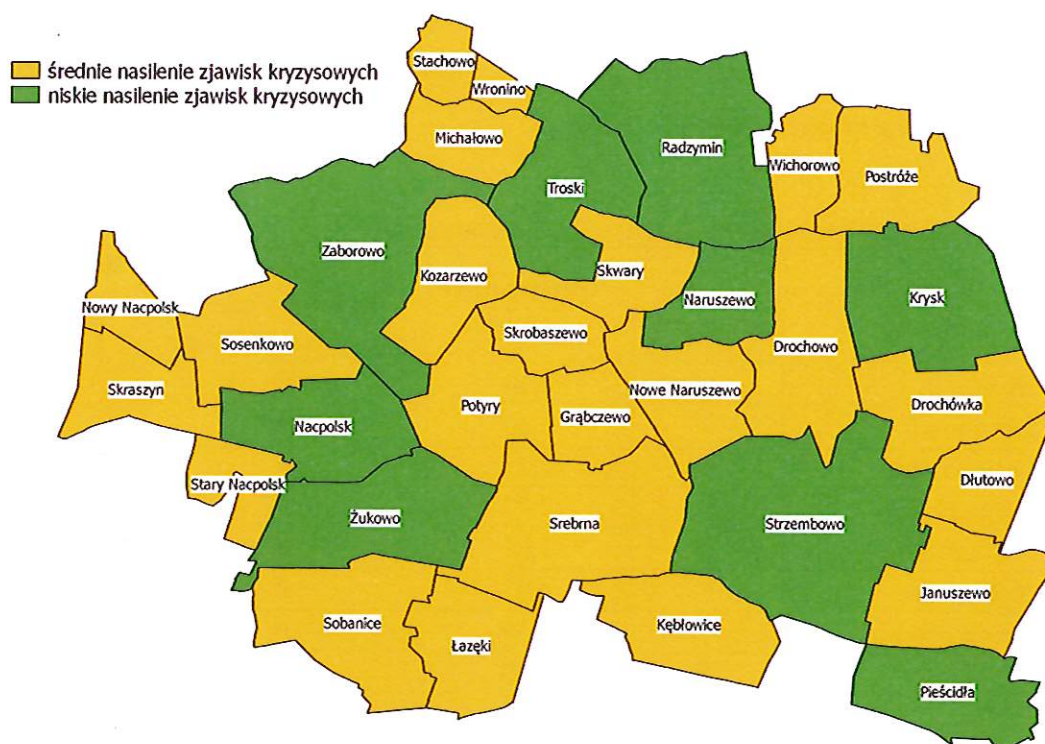 średnie nasilenie zjawisk kryzysowych
niskie nasilenie zjawisk kryzysowych
Stachowo
Wronino
Michałowo
Radzymin
Wichorowo
Postróże
Troski
Zaborowo
Kozarzewo
Skwary
Naruszewo
Krysk
Nowy Nacpolsk
Sosenkowo
Skrobaszewo
Drochowo
Skraszyn
Potyry
Grąbczewo
Nowe Naruszewo
Drochówka
Nacpolsk
Stary Nacpolsk
Dłutowo
Żukowo
Srebrna
Strzembowo
Januszewo
Sobanice
Łazęki
Kębłowice
Pieścidła